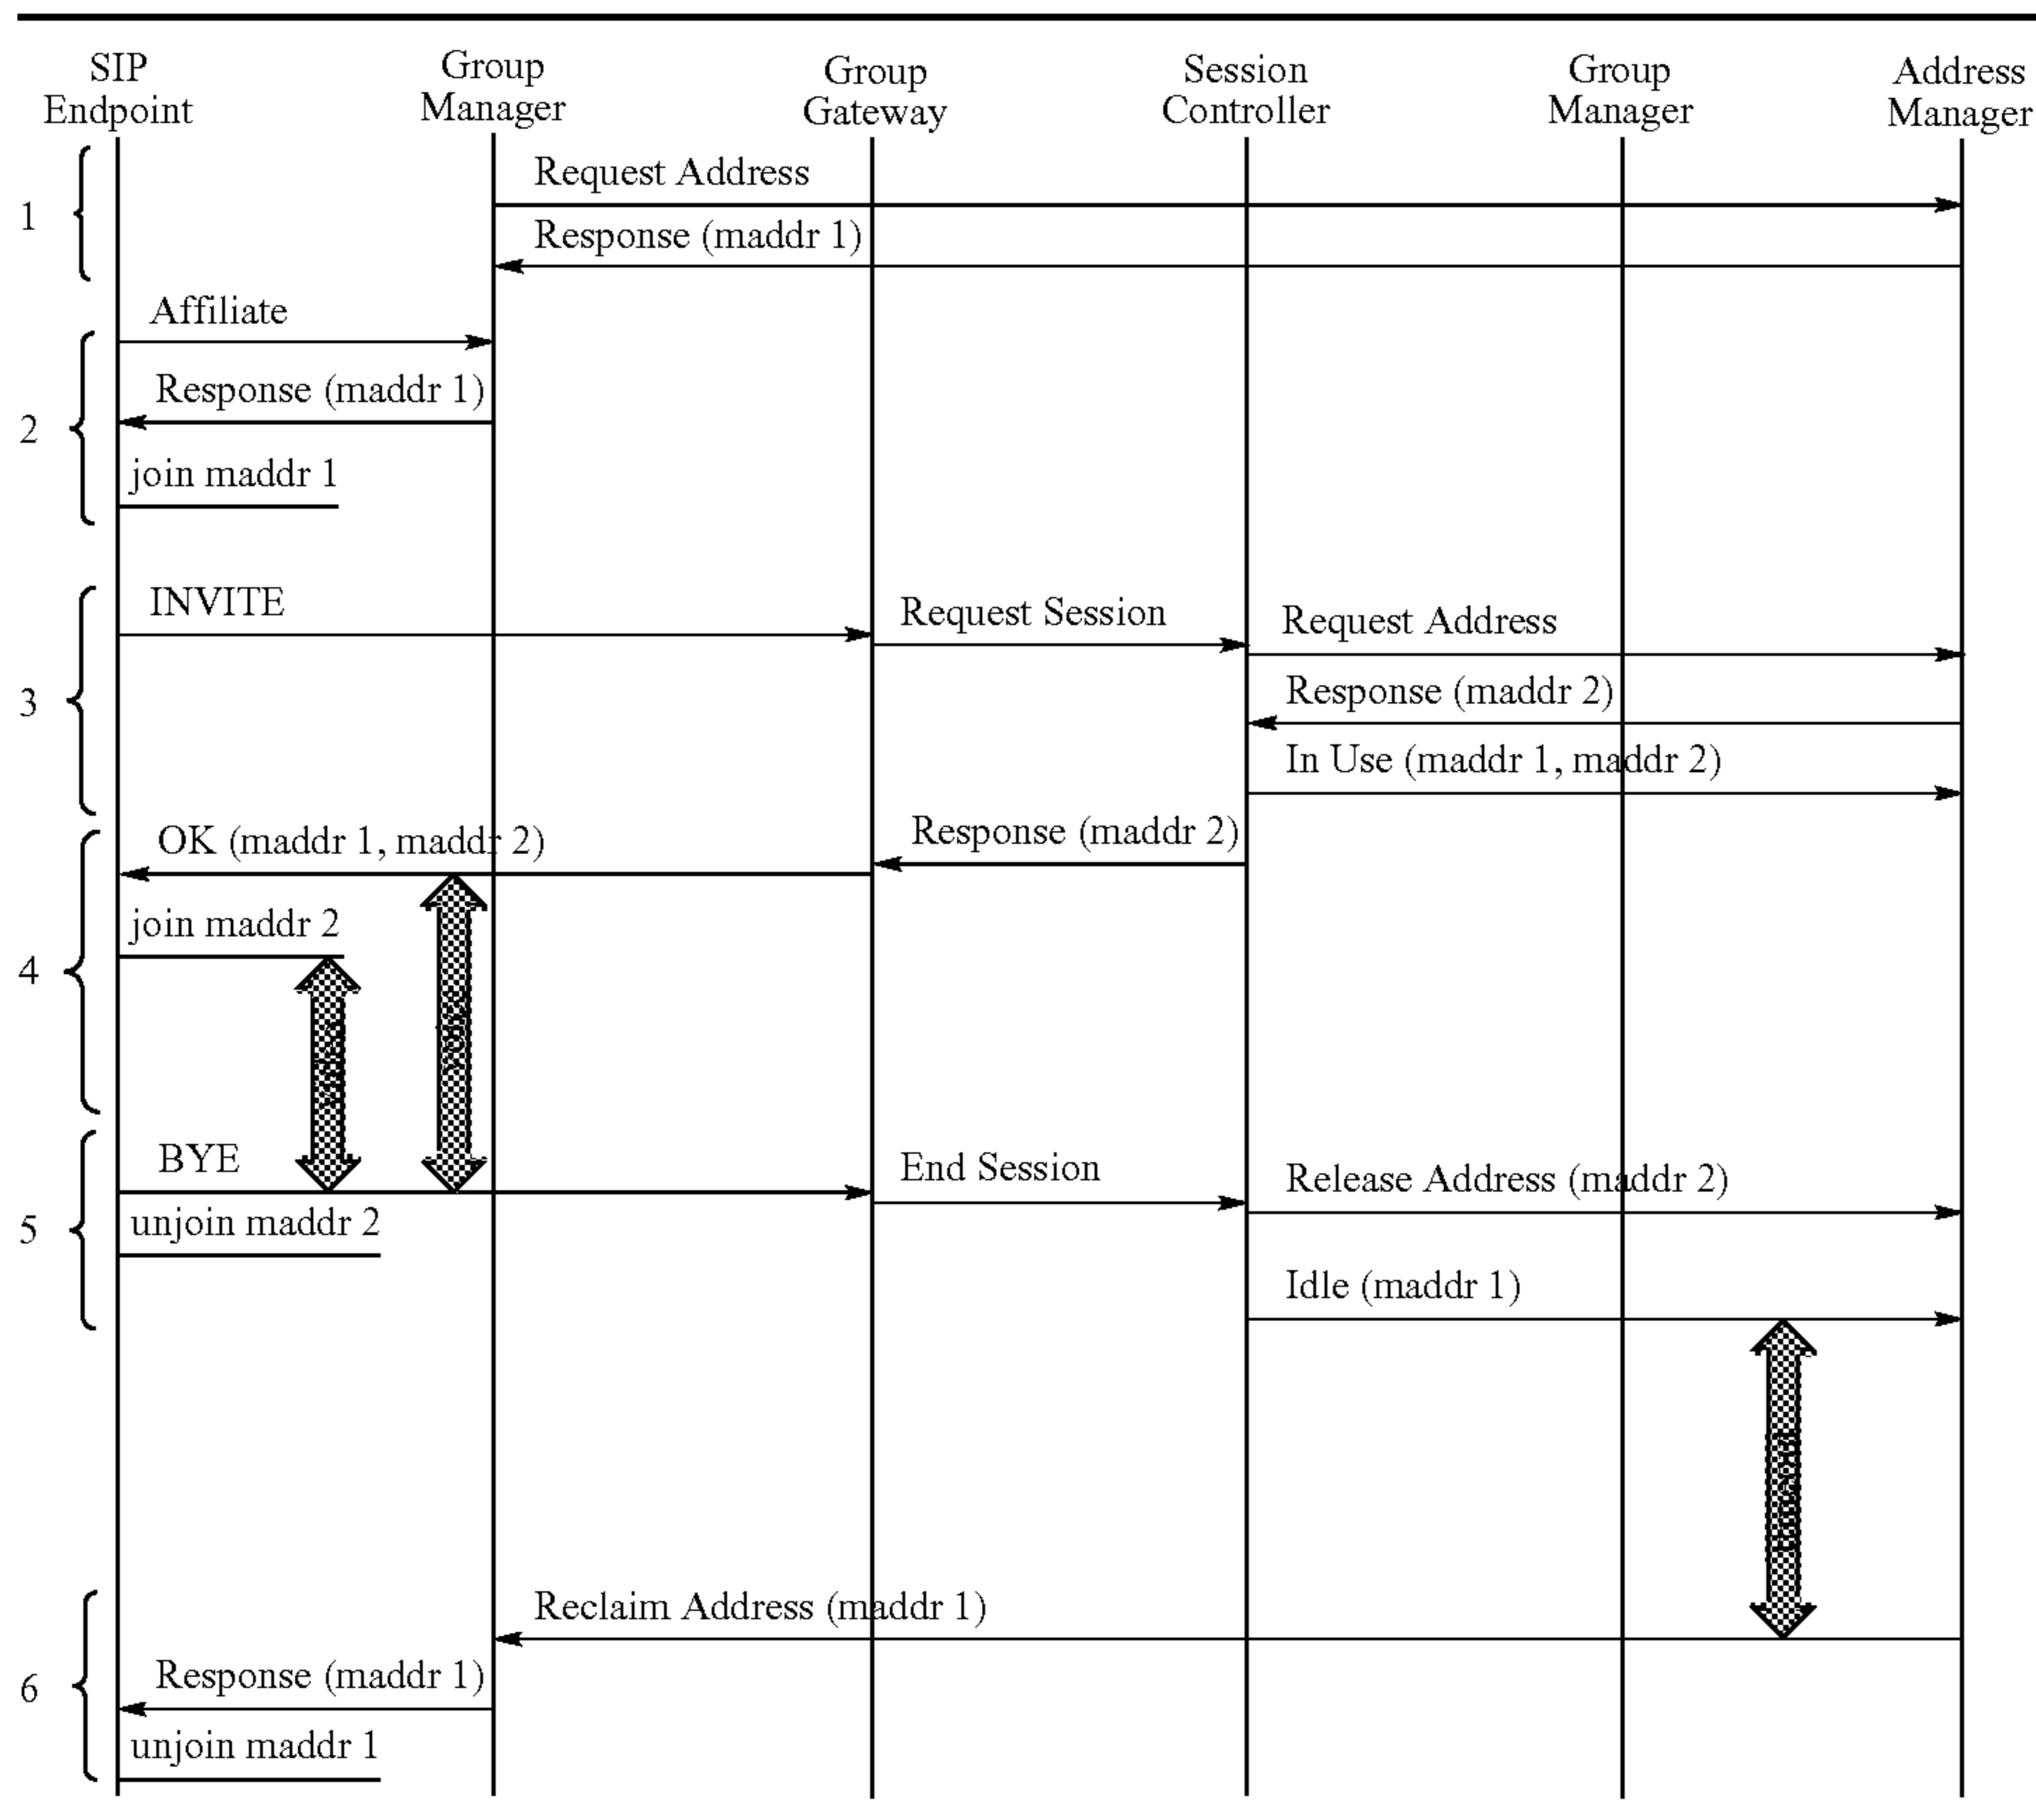 SIP
Endpoint
Group
Manager
Group
Gateway
Session
Controller
Group
Manager
Address
Manager
1
Request Address
Response (maddr 1)
2
Affiliate
Response (maddr 1)
join maddr 1
3
INVITE
Request Session
Request Address
Response (maddr 2)
In Use (maddr 1, maddr 2)
4
Response (maddr 2)
OK (maddr 1, maddr 2)
join maddr 2
5
BYE
End Session
Release Address (maddr 2)
unjoin maddr 2
Idle (maddr 1)
6
Reclaim Address (maddr 1)
Response (maddr 1)
unjoin maddr 1